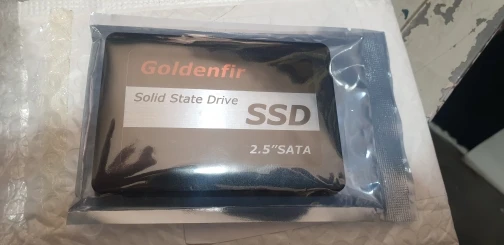 Goldenfir
Solid State Drive
SSD
2.5"SATA